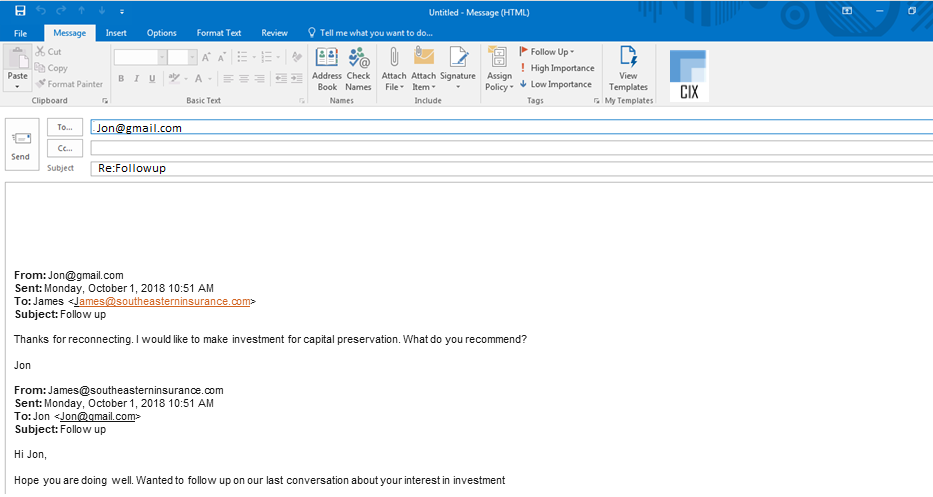 Untitled - Message (HTML)
File Message Insert Options Format Text Review Tell me what you want to do...
Paste
Cut
Copy
Format Painter
Clipboard
B I U A
Basic Text
Address Book
Check Names
Names
Attach File
Attach Item
Signature
Include
Assign Policy
Follow Up
! High Importance
Low Importance
Tags
View Templates
My Templates
CIX
Send
To... Jon@gmail.com
Cc...
Subject Re:Followup
From: Jon@gmail.com
Sent: Monday, October 1, 2018 10:51 AM
To: James <James@southeasterninsurance.com>
Subject: Follow up
Thanks for reconnecting. I would like to make investment for capital preservation. What do you recommend?
Jon
From: James@southeasterninsurance.com
Sent: Monday, October 1, 2018 10:51 AM
To: Jon <Jon@gmail.com>
Subject: Follow up
Hi Jon,
Hope you are doing well. Wanted to follow up on our last conversation about your interest in investment